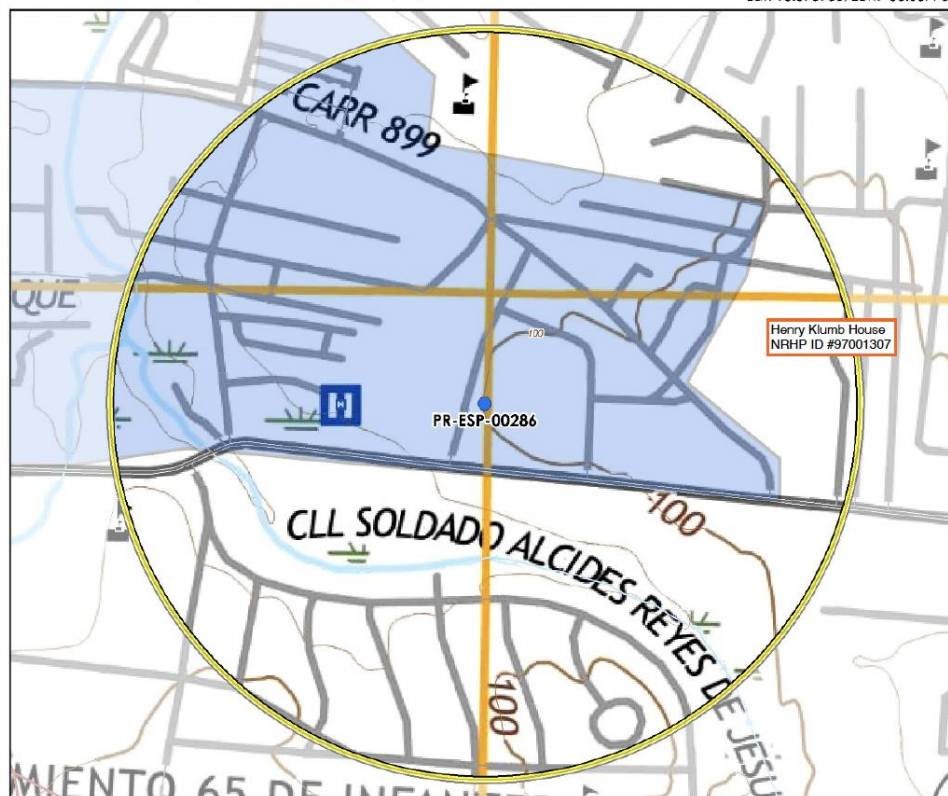 CARR 899
QUE
100
Henry Klumb House
NRHP ID #97001307
H
PR-ESP-00286
100
CLL SOLDADO ALCIDES REYES DE JESÚ
100
MIENTO 65 DE INFANTE